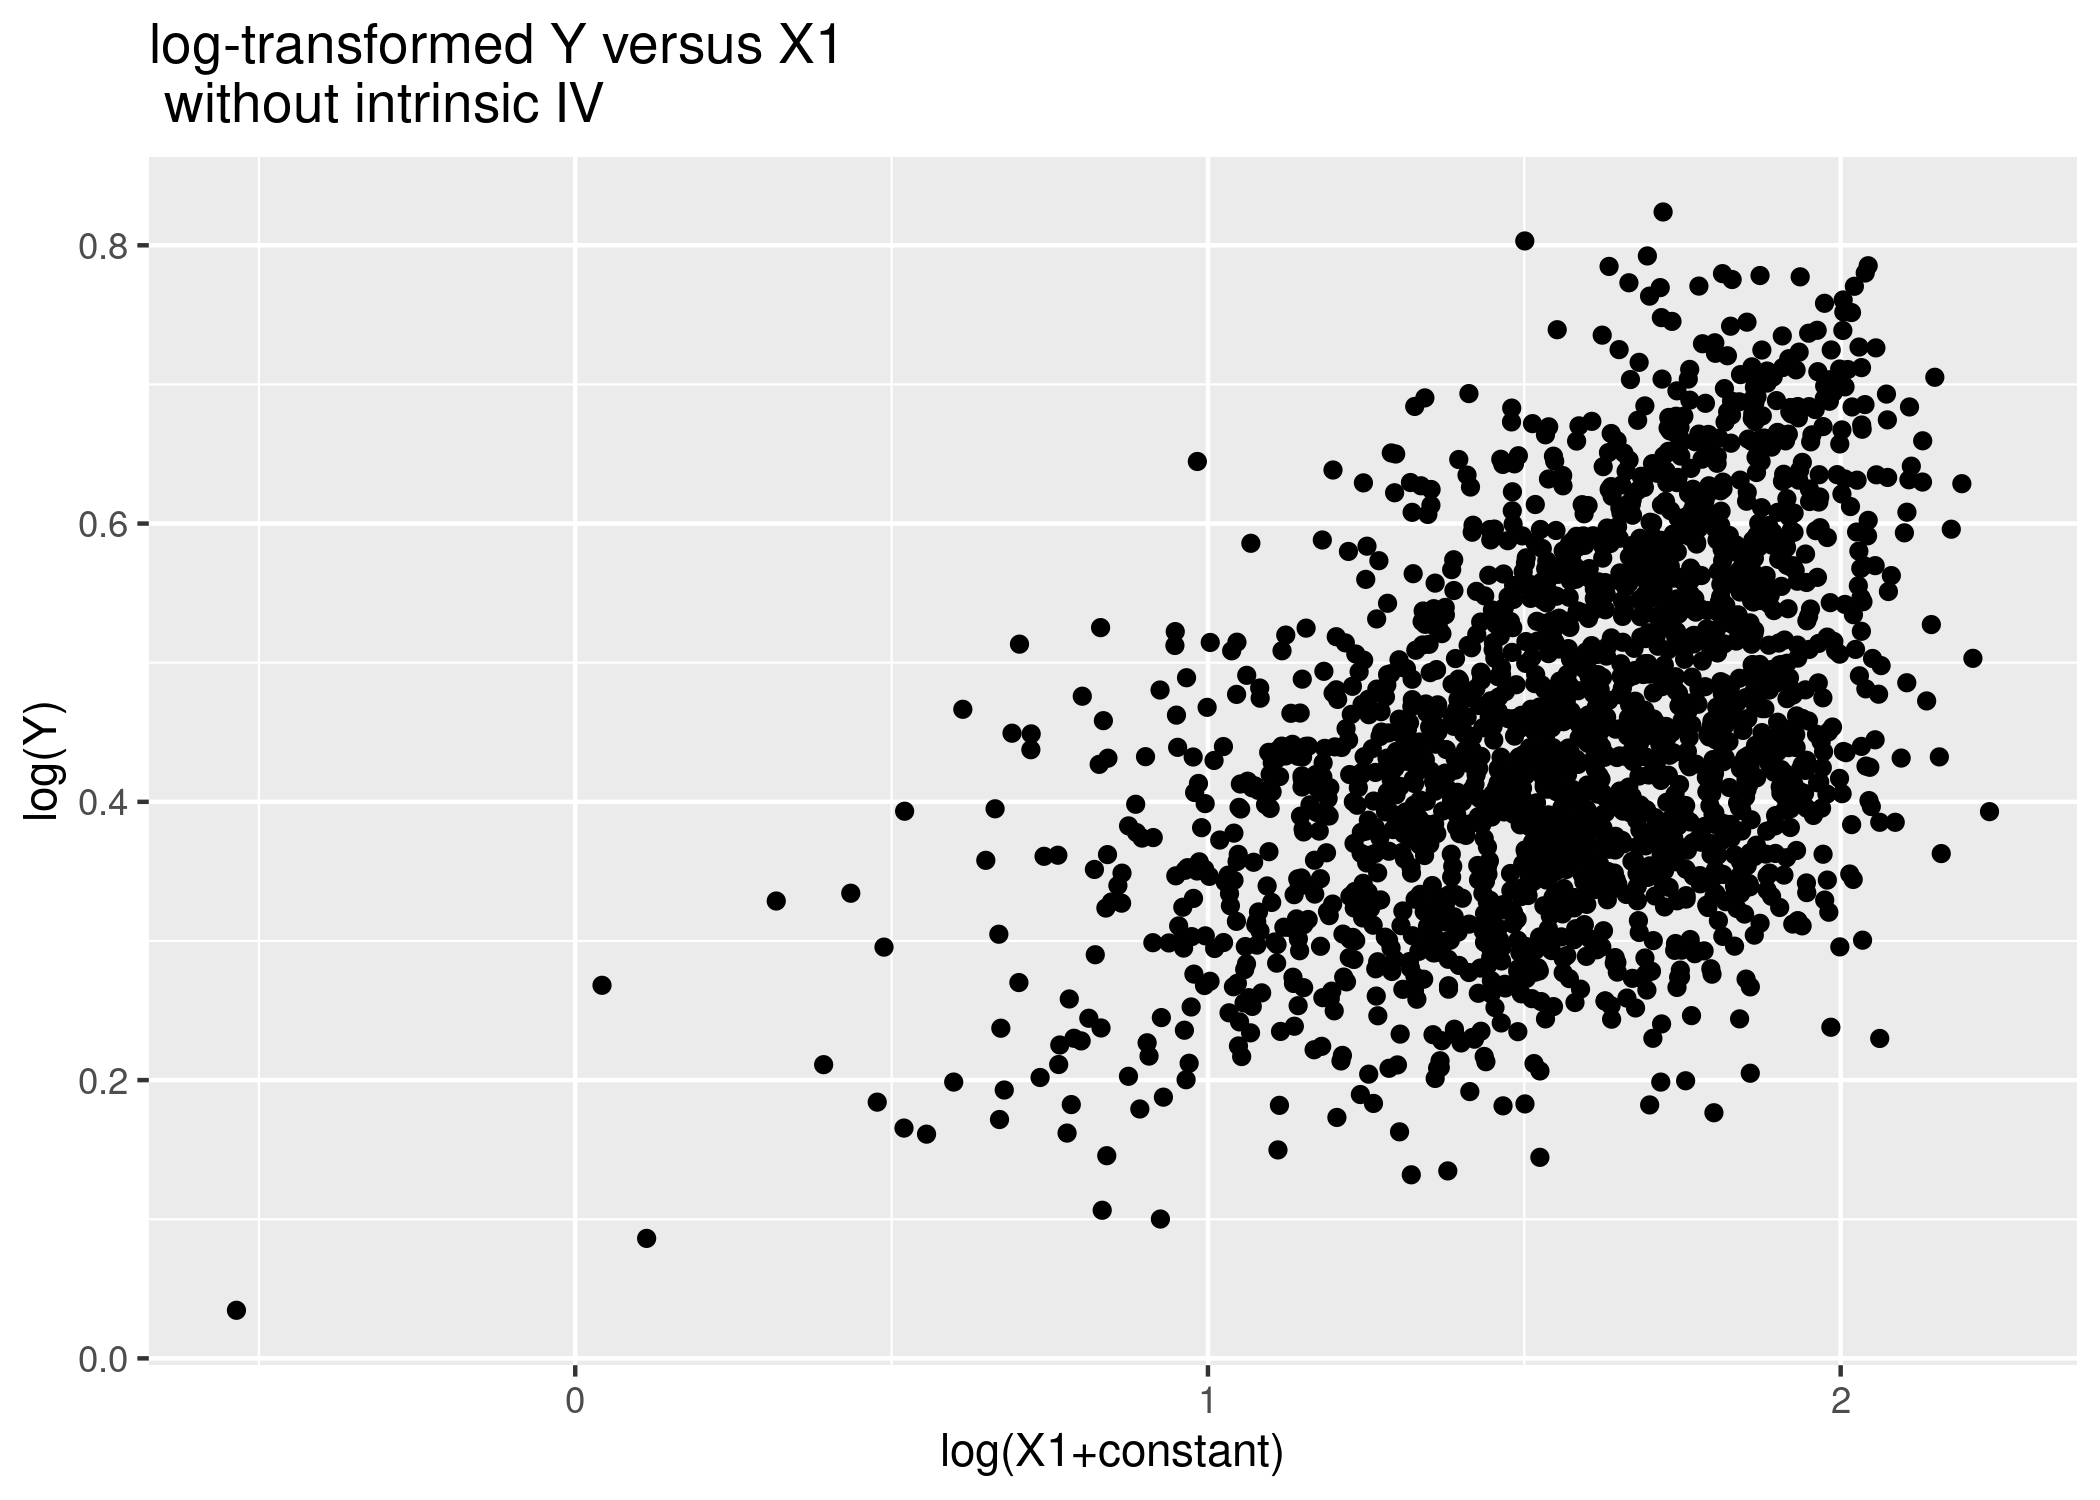 log-transformed Y versus X1
without intrinsic IV
0.8
0.6
0.4
0.2
0.0
log(Y)
0
1
2
log(X1+constant)